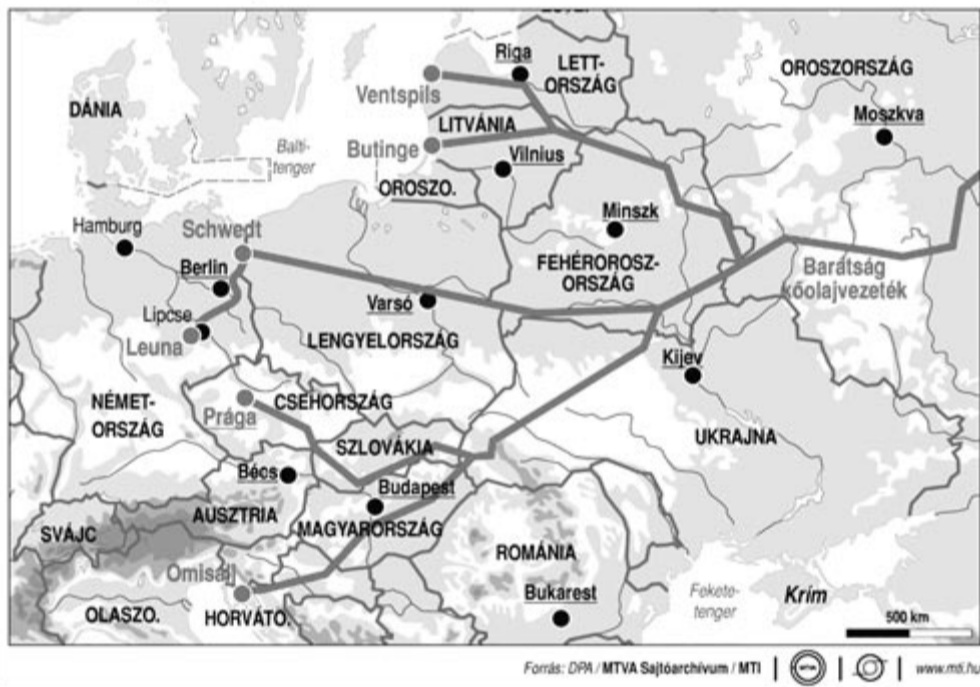 Riga
LETT-
ORSZÁG
OROSZORSZÁG
DÁNIA
Ventspils
Moszkva
LITVÁNIA
Balti-
tenger
Butinge
Vilnius
OROSZO.
Hamburg
Schwedt
Minszk
Berlin
FEHÉROROSZ-
ORSZÁG
Barátság
kőolajvezeték
Varsó
Lipcse
LENGYELORSZÁG
Leuna
Kijev
NÉMET-
ORSZÁG
Prága
CSEHORSZÁG
UKRAJNA
SZLOVÁKIA
Bécs
Budapest
AUSZTRIA
MAGYARORSZÁG
SVÁJC
ROMÁNIA
Omisalj
Fekete-
tenger
Krím
OLASZO.
HORVÁTO.
Bukarest
500 km
Forrás: DPA / MTVA Sajtóarchívum / MTI
MTVA
www.mti.hu